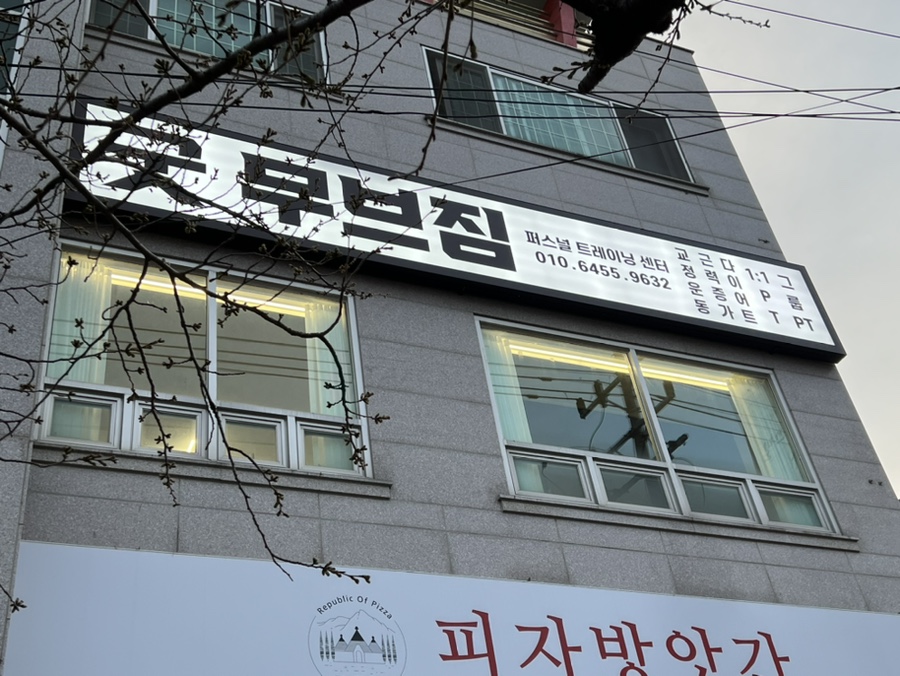 굿 무브짐
퍼스널 트레이닝 센터
010.6455.9632
교정운동
근력증가
다이어트
1:1 PT
그룹 PT
Republic Of Pizza
피자방앗간